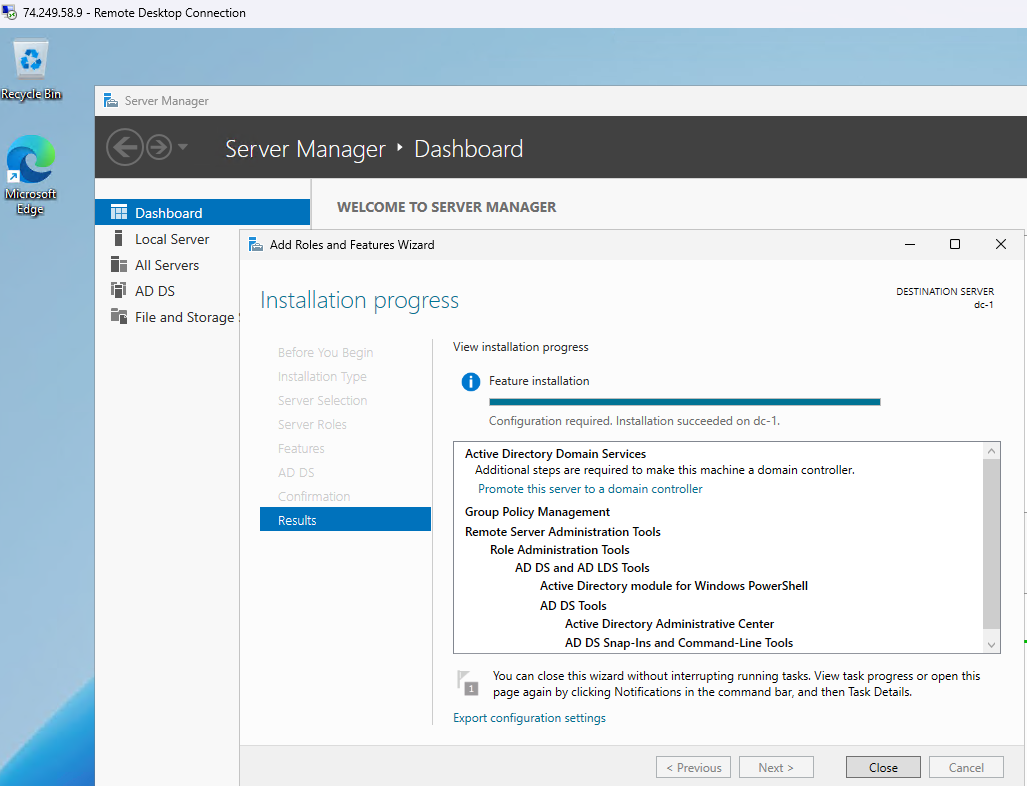 74.249.58.9 - Remote Desktop Connection
Recycle Bin
Microsoft
Edge
Server Manager
Server Manager ‣ Dashboard
Dashboard
Local Server
All Servers
AD DS
File and Storage
WELCOME TO SERVER MANAGER
Add Roles and Features Wizard
Installation progress
DESTINATION SERVER
dc-1
Before You Begin
Installation Type
Server Selection
Server Roles
Features
AD DS
Confirmation
Results
View installation progress
Feature installation
Configuration required. Installation succeeded on dc-1.
Active Directory Domain Services
Additional steps are required to make this machine a domain controller.
Promote this server to a domain controller
Group Policy Management
Remote Server Administration Tools
Role Administration Tools
AD DS and AD LDS Tools
Active Directory module for Windows PowerShell
AD DS Tools
Active Directory Administrative Center
AD DS Snap-Ins and Command-Line Tools
1
You can close this wizard without interrupting running tasks. View task progress or open this
page again by clicking Notifications in the command bar, and then Task Details.
Export configuration settings
< Previous
Next >
Close
Cancel